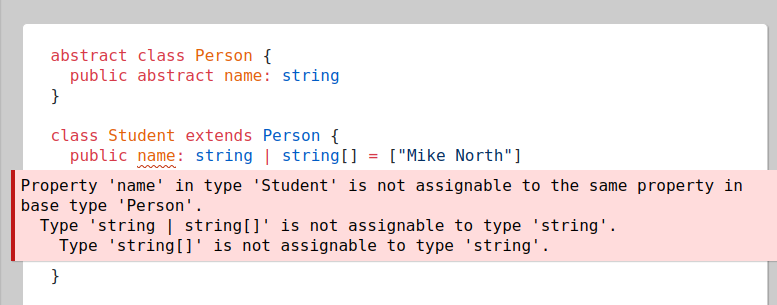 abstract class Person {
  public abstract name: string
}
class Student extends Person {
  public name: string | string[] = ["Mike North"]
Property 'name' in type 'Student' is not assignable to the same property in
base type 'Person'.
  Type 'string | string[]' is not assignable to type 'string'.
    Type 'string[]' is not assignable to type 'string'.
}